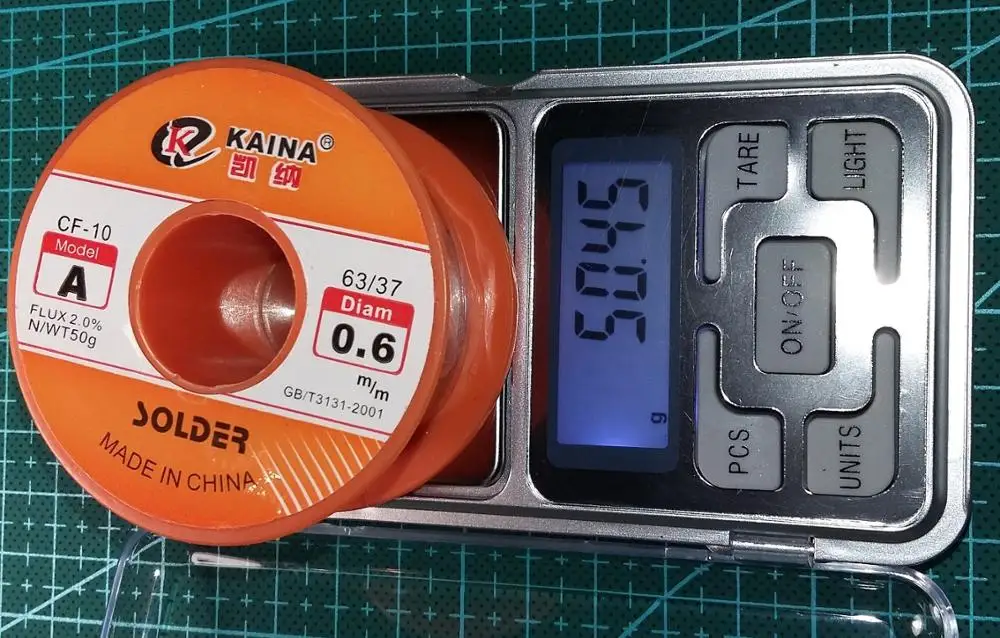 KAINA®
凯纳
CF-10
Model
A
FLUX 2.0%
N/WT50g
63/37
Diam
0.6
m/m
GB/T3131-2001
SOLDER
MADE IN CHINA
50.45
g
TARE
LIGHT
ON/OFF
PCS
UNITS